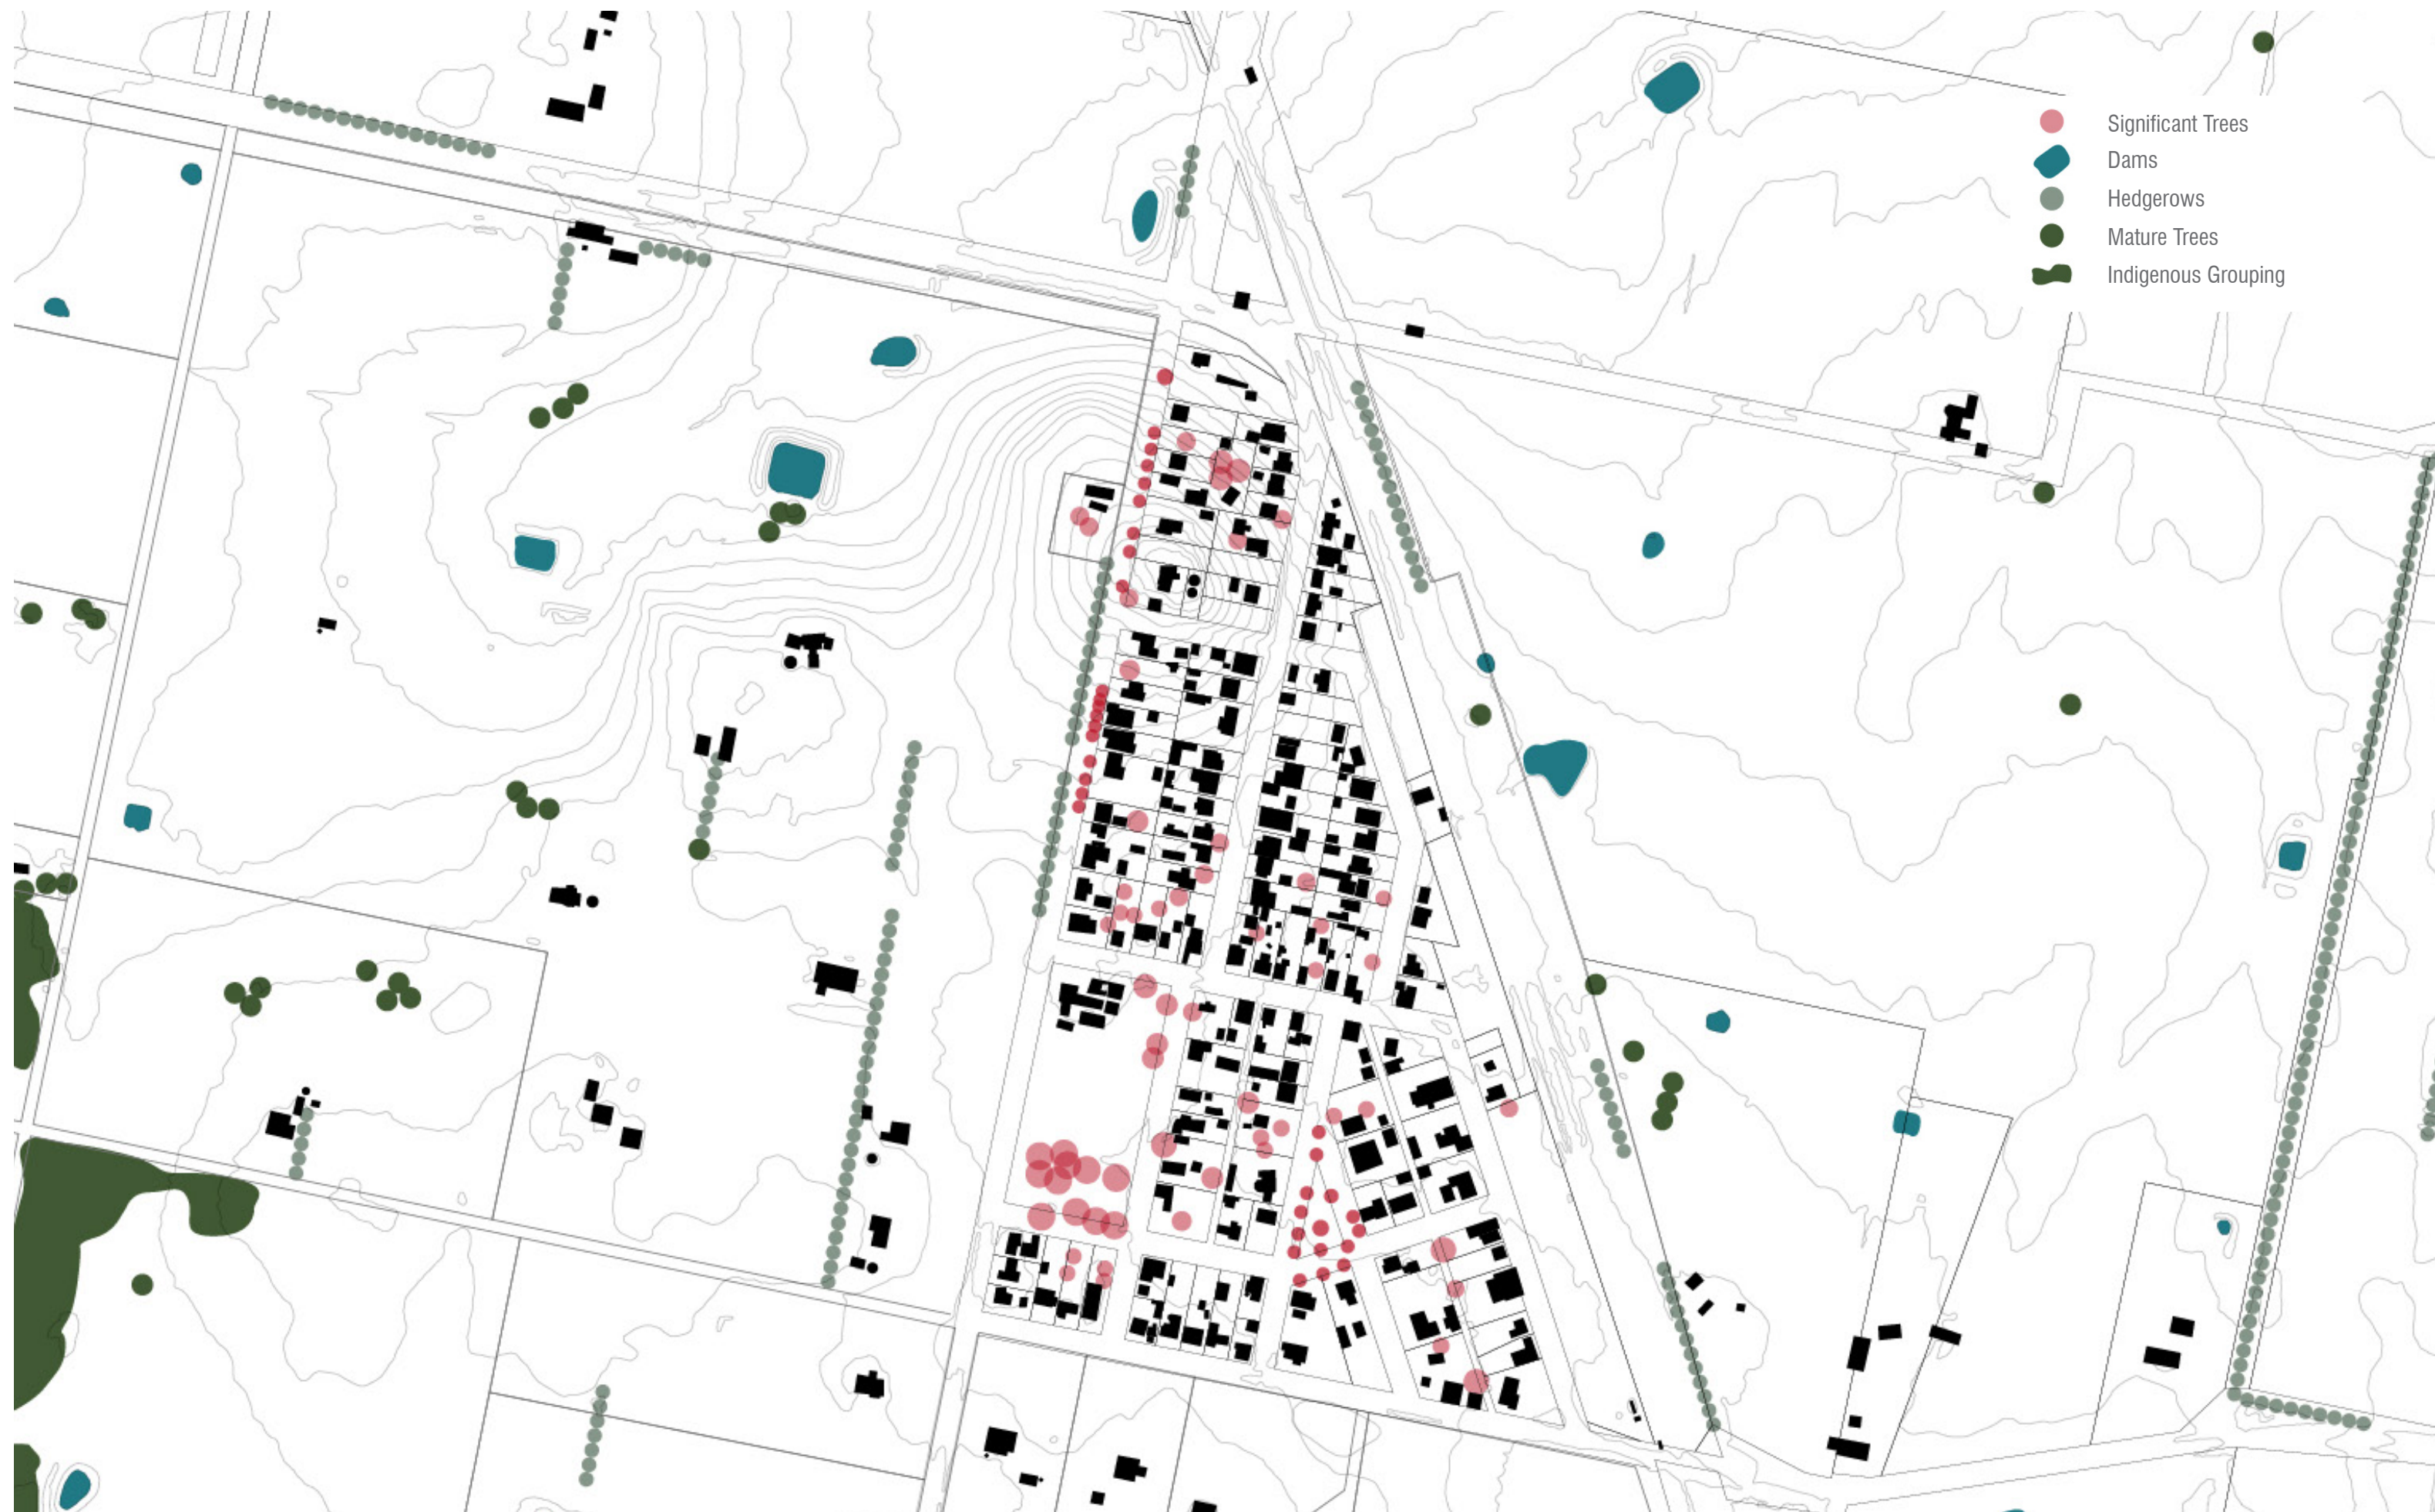 Significant Trees
Dams
Hedgerows
Mature Trees
Indigenous Grouping